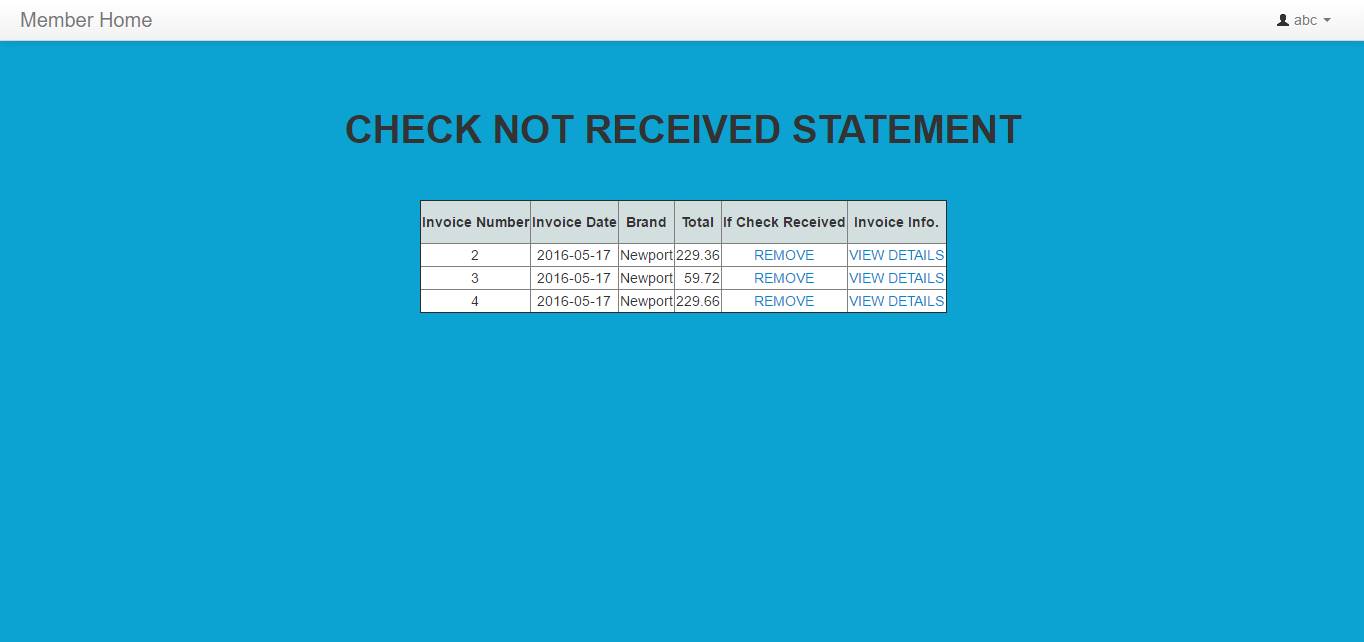 Member Home abc
CHECK NOT RECEIVED STATEMENT
Invoice Number Invoice Date Brand Total If Check Received Invoice Info.
2 2016-05-17 Newport 229.36 REMOVE VIEW DETAILS
3 2016-05-17 Newport 59.72 REMOVE VIEW DETAILS
4 2016-05-17 Newport 229.66 REMOVE VIEW DETAILS